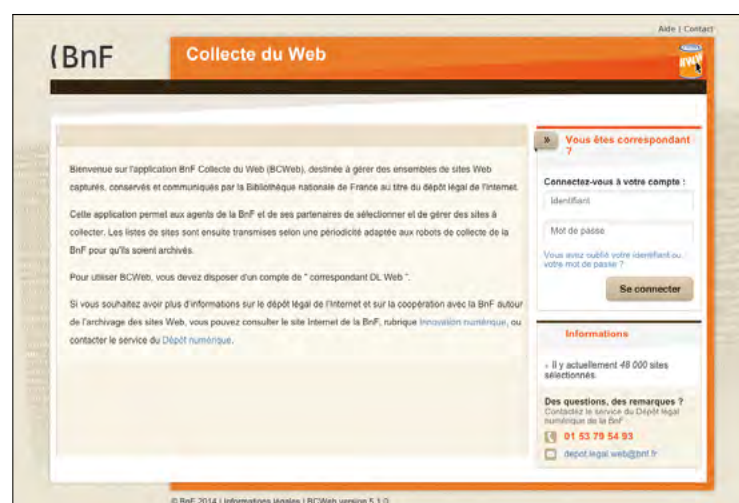 Aide | Contact
(BnF
Collecte du Web
Bienvenue sur l'application BnF Collecte du Web (BCWeb), destinée à gérer des ensembles de sites Web
capturés, conservés et communiqués par la Bibliothèque nationale de France au titre du dépôt légal de l'internet.
Cette application permet aux agents de la BnF et de ses partenaires de sélectionner et de gérer des sites à
collecter. Les listes de sites sont ensuite transmises selon une périodicité adaptée aux robots de collecte de la
BnF pour qu'ils soient archivés.
Pour utiliser BCWeb, vous devez disposer d'un compte de " correspondant DL Web ".
Si vous souhaitez avoir plus d'informations sur le dépôt légal de l'Internet et sur la coopération avec la BnF autour
de l'archivage des sites Web, vous pouvez consulter le site Internet de la BnF, rubrique Innovation numérique, ou
contacter le service du Dépôt numérique.
» Vous êtes correspondant
?
Connectez-vous à votre compte :
Identifiant
Mot de passe
Vous avez oublié votre identifiant ou
votre mot de passe ?
Se connecter
Informations
» Il y actuellement 48 000 sites
sélectionnés.
Des questions, des remarques ?
Contactez le service du Dépôt légal
numérique de la BnF
01 53 79 54 93
depot.legal.web@bnf.fr
© BnF 2014 | Informations légales | BCWeb version 5.1.0